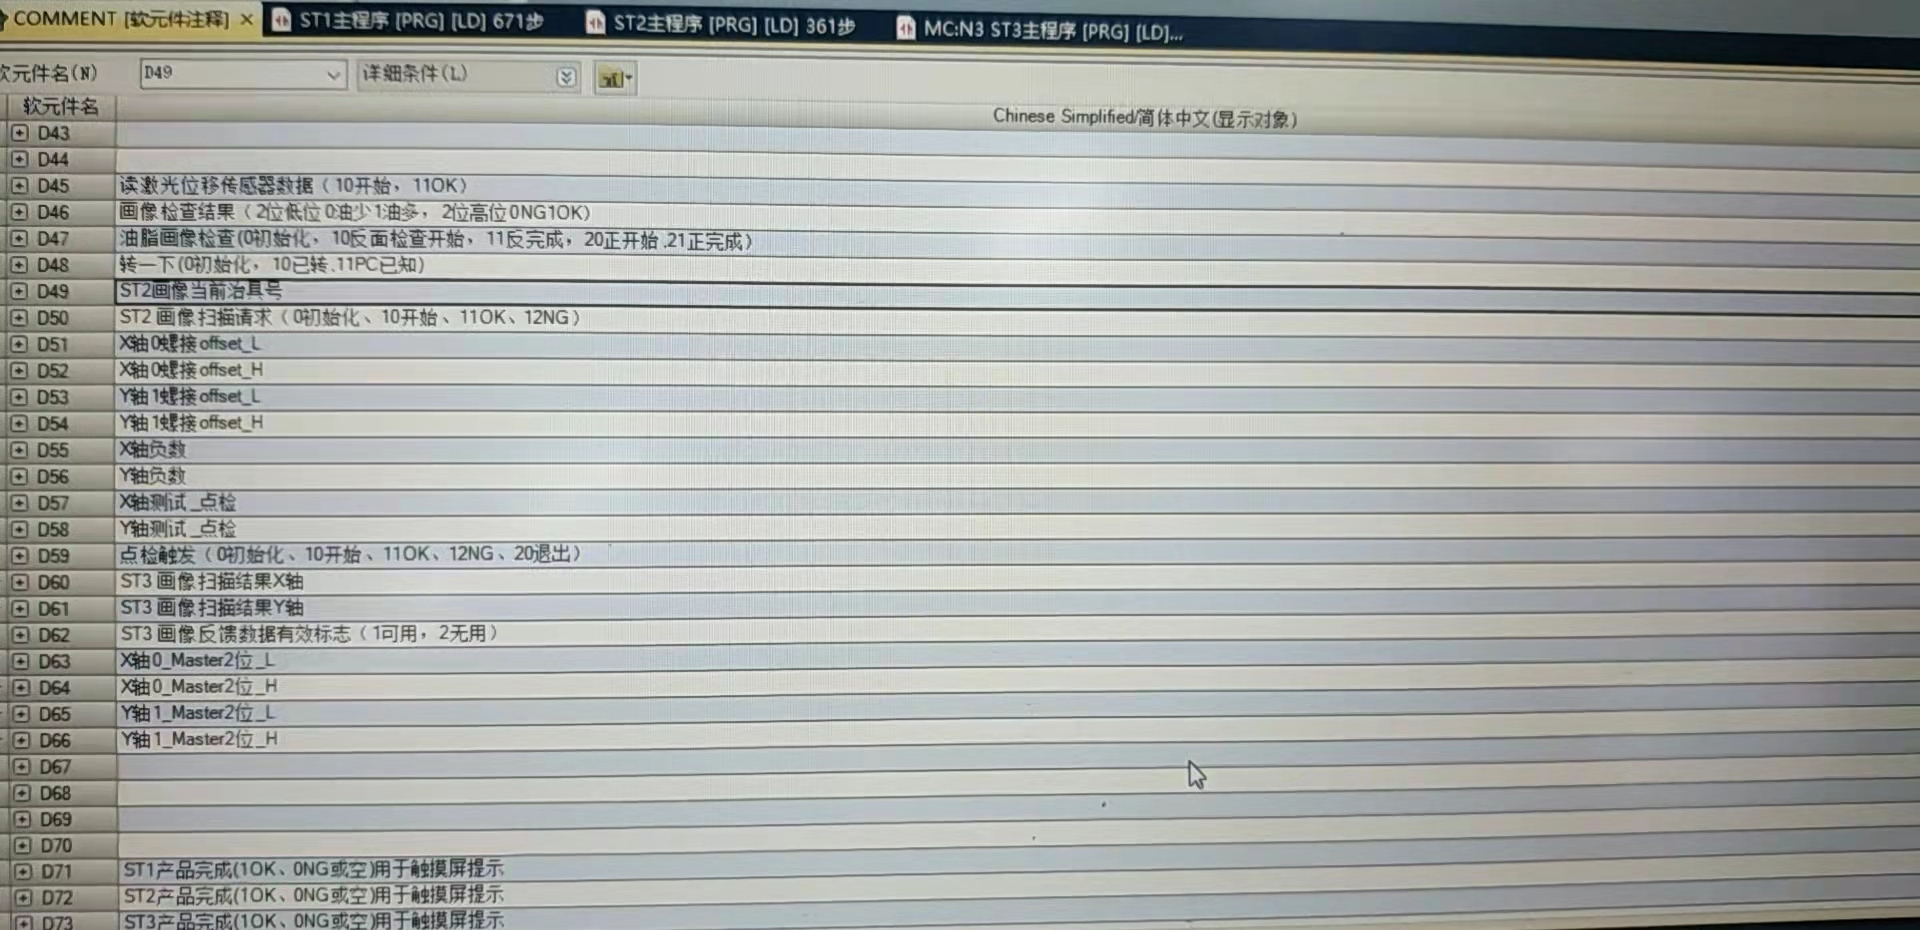 COMMENT [软元件注释] × ST1主程序 [PRG] [LD] 671步 ST2主程序 [PRG] [LD] 361步 MC:N3 ST3主程序 [PRG] [LD]...
软元件名(N) D49 详细条件(L)
软元件名 Chinese Simplified/简体中文(显示对象)
D43
D44
D45 读激光位移传感器数据（10开始，11OK）
D46 画像检查结果（2位低位0油少1油多，2位高位0NG1OK）
D47 油脂画像检查(0初始化，10反面检查开始，11反完成，20正开始,21正完成）
D48 转一下(0初始化，10已转,11PC已知）
D49 ST2画像当前治具号
D50 ST2 画像扫描请求（0初始化、10开始、11OK、12NG）
D51 X轴0螺接offset_L
D52 X轴0螺接offset_H
D53 Y轴1螺接offset_L
D54 Y轴1螺接offset_H
D55 X轴负数
D56 Y轴负数
D57 X轴测试_点检
D58 Y轴测试_点检
D59 点检触发（0初始化、10开始、11OK、12NG、20退出）
D60 ST3 画像扫描结果X轴
D61 ST3 画像扫描结果Y轴
D62 ST3 画像反馈数据有效标志（1可用，2无用）
D63 X轴0_Master2位_L
D64 X轴0_Master2位_H
D65 Y轴1_Master2位_L
D66 Y轴1_Master2位_H
D67
D68
D69
D70
D71 ST1产品完成(1OK、0NG或空)用于触摸屏提示
D72 ST2产品完成(1OK、0NG或空)用于触摸屏提示
D73 ST3产品完成(1OK、0NG或空)用于触摸屏提示